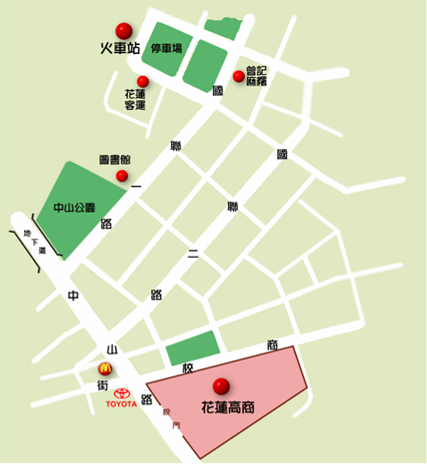 火車站
停車場
花蓮
客運
曾記
麻糬
國聯一路
國聯二路
圖書館
中山公園
地下道
中山路
商校街
TOYOTA
花蓮高商
校門